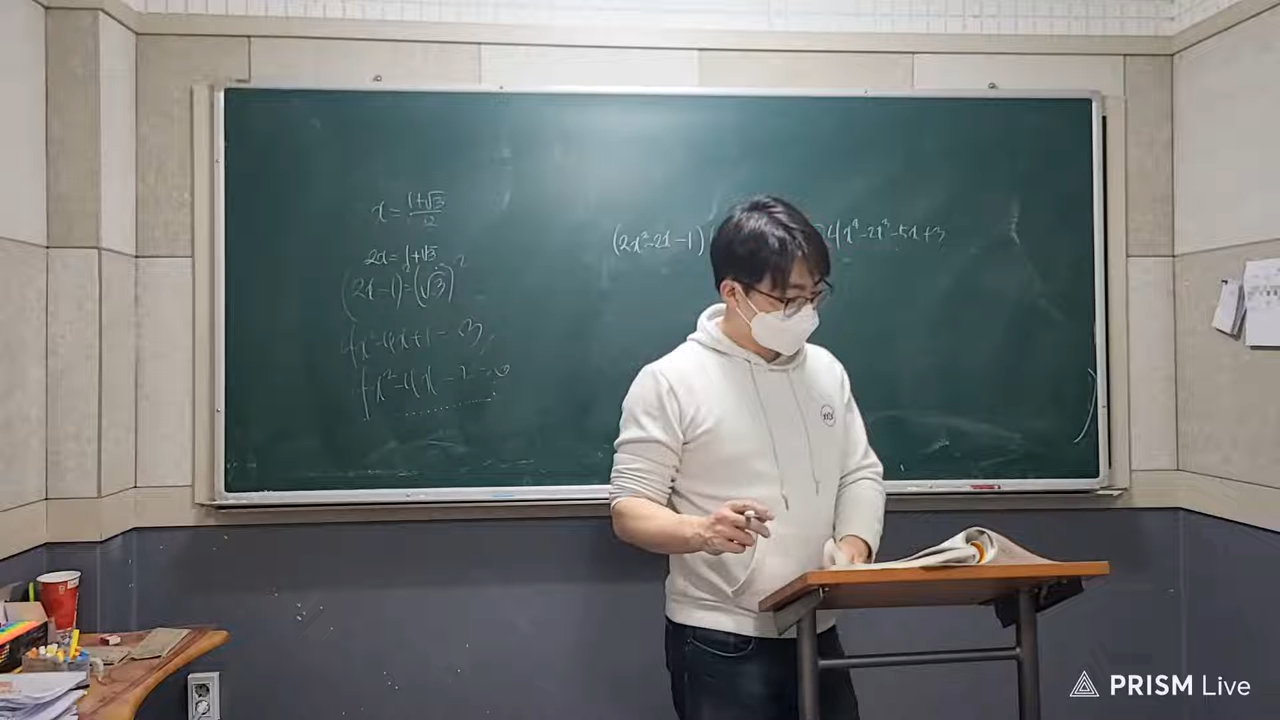 x = (1+√3)/2
2x = 1+√3
(2x-1)² = (√3)²
4x²-4x+1 = 3
4x²-4x-2=0
(2x²-2x-1)
4x⁴-2x³-5x+3
PRISM Live